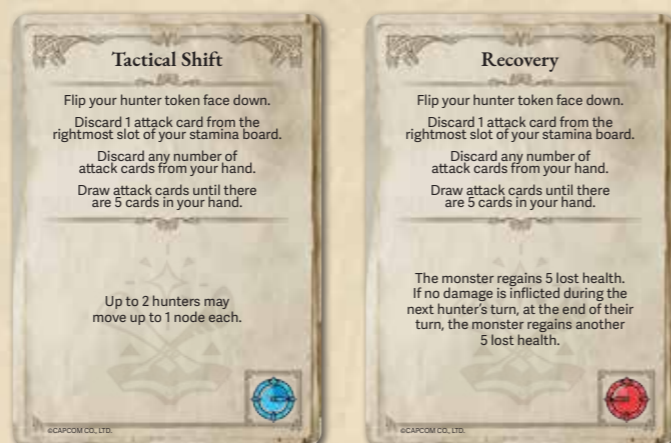 Tactical Shift
Flip your hunter token face down.
Discard 1 attack card from the
rightmost slot of your stamina board.
Discard any number of
attack cards from your hand.
Draw attack cards until there
are 5 cards in your hand.
Up to 2 hunters may
move up to 1 node each.
©CAPCOM CO., LTD.
Recovery
Flip your hunter token face down.
Discard 1 attack card from the
rightmost slot of your stamina board.
Discard any number of
attack cards from your hand.
Draw attack cards until there
are 5 cards in your hand.
The monster regains 5 lost health.
If no damage is inflicted during the
next hunter's turn, at the end of their
turn, the monster regains another
5 lost health.
©CAPCOM CO., LTD.